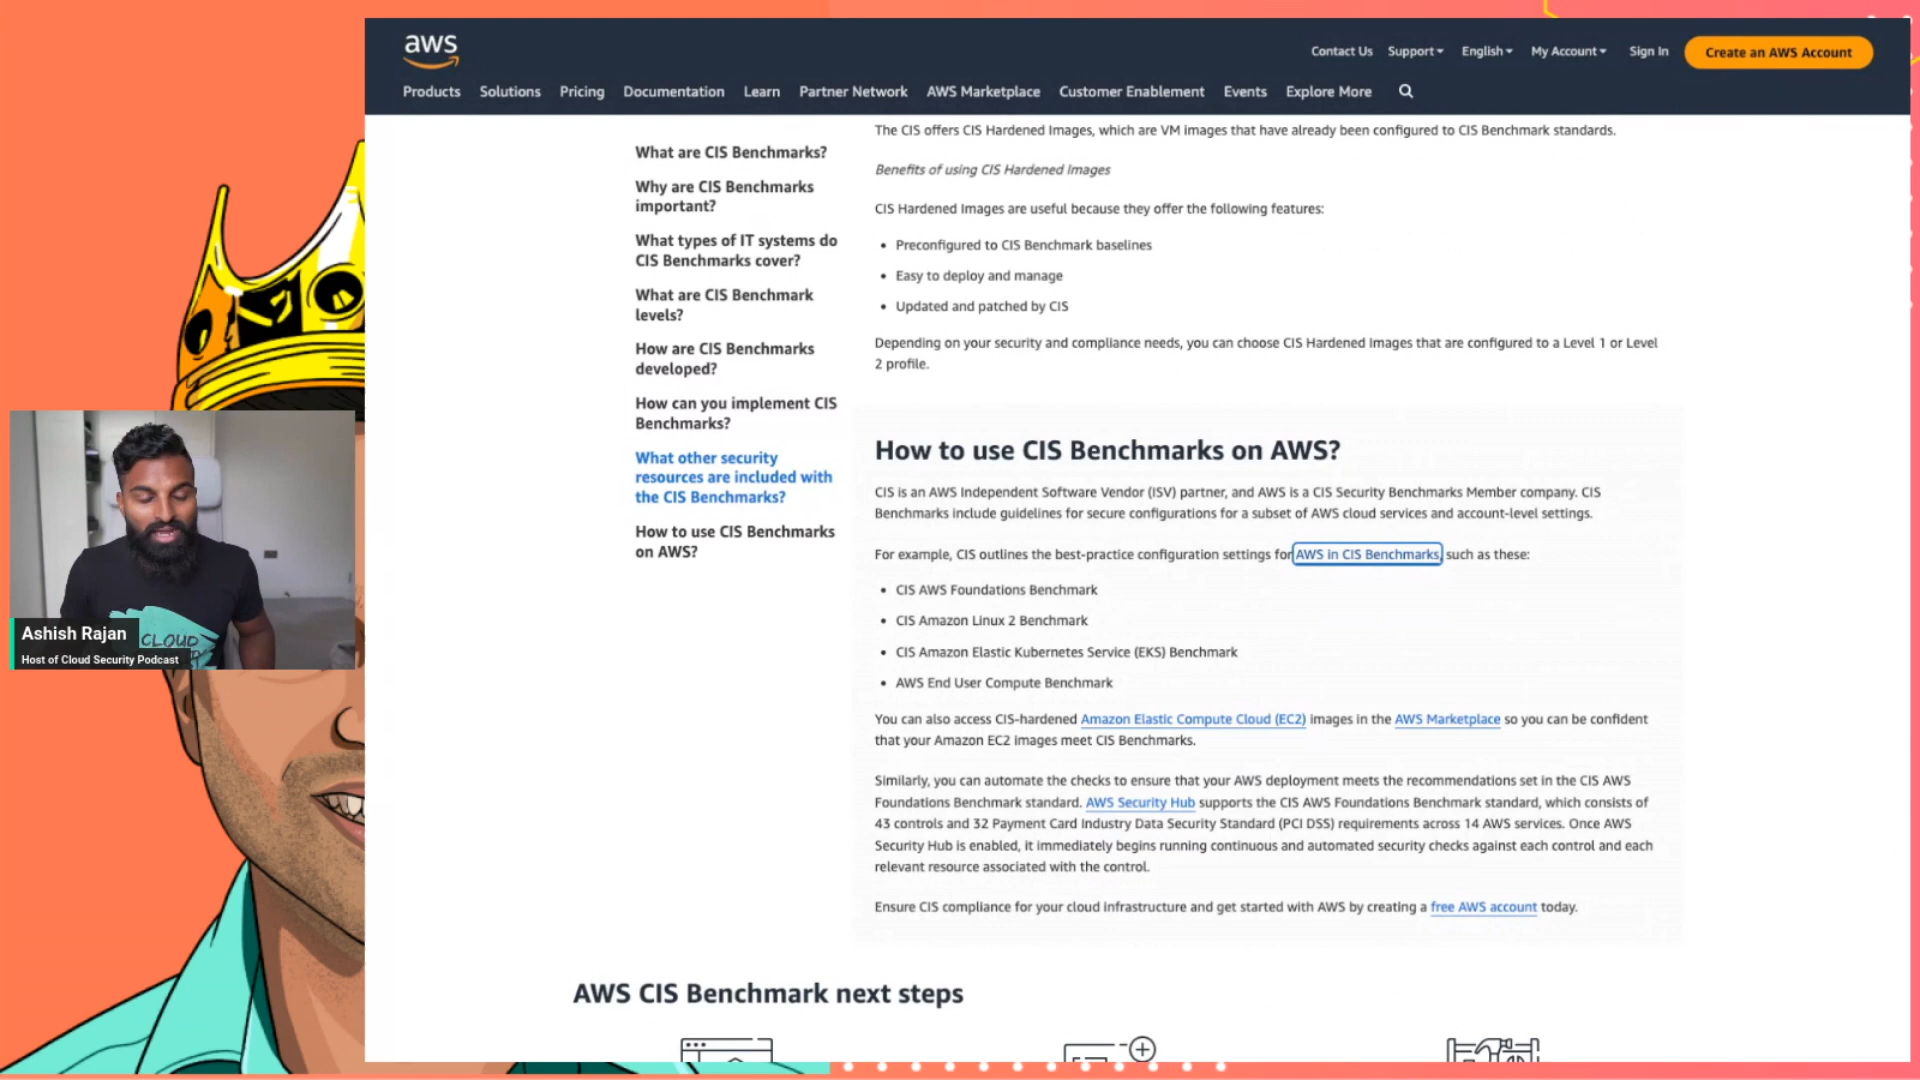 aws
Contact Us Support English My Account Sign In Create an AWS Account
Products Solutions Pricing Documentation Learn Partner Network AWS Marketplace Customer Enablement Events Explore More
What are CIS Benchmarks?
Why are CIS Benchmarks
important?
What types of IT systems do
CIS Benchmarks cover?
What are CIS Benchmark
levels?
How are CIS Benchmarks
developed?
How can you implement CIS
Benchmarks?
What other security
resources are included with
the CIS Benchmarks?
How to use CIS Benchmarks
on AWS?
The CIS offers CIS Hardened Images, which are VM images that have already been configured to CIS Benchmark standards.
Benefits of using CIS Hardened Images
CIS Hardened Images are useful because they offer the following features:
• Preconfigured to CIS Benchmark baselines
• Easy to deploy and manage
• Updated and patched by CIS
Depending on your security and compliance needs, you can choose CIS Hardened Images that are configured to a Level 1 or Level
2 profile.
How to use CIS Benchmarks on AWS?
CIS is an AWS Independent Software Vendor (ISV) partner, and AWS is a CIS Security Benchmarks Member company. CIS
Benchmarks include guidelines for secure configurations for a subset of AWS cloud services and account-level settings.
For example, CIS outlines the best-practice configuration settings for AWS in CIS Benchmarks, such as these:
• CIS AWS Foundations Benchmark
• CIS Amazon Linux 2 Benchmark
• CIS Amazon Elastic Kubernetes Service (EKS) Benchmark
• AWS End User Compute Benchmark
You can also access CIS-hardened Amazon Elastic Compute Cloud (EC2) images in the AWS Marketplace so you can be confident
that your Amazon EC2 images meet CIS Benchmarks.
Similarly, you can automate the checks to ensure that your AWS deployment meets the recommendations set in the CIS AWS
Foundations Benchmark standard. AWS Security Hub supports the CIS AWS Foundations Benchmark standard, which consists of
43 controls and 32 Payment Card Industry Data Security Standard (PCI DSS) requirements across 14 AWS services. Once AWS
Security Hub is enabled, it immediately begins running continuous and automated security checks against each control and each
relevant resource associated with the control.
Ensure CIS compliance for your cloud infrastructure and get started with AWS by creating a free AWS account today.
AWS CIS Benchmark next steps
CLOUD
Ashish Rajan
Host of Cloud Security Podcast